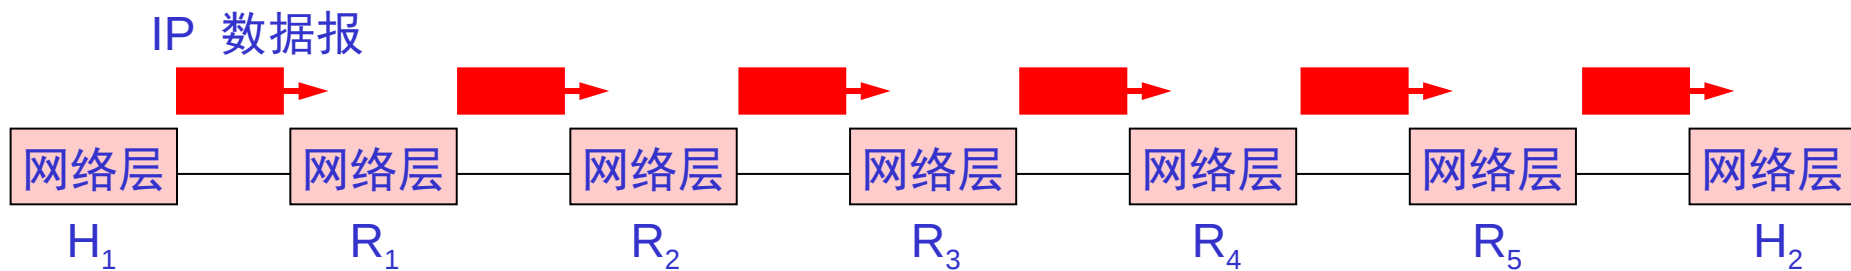 IP 数据报
网络层 网络层 网络层 网络层 网络层 网络层 网络层
H₁ R₁ R₂ R₃ R₄ R₅ H₂